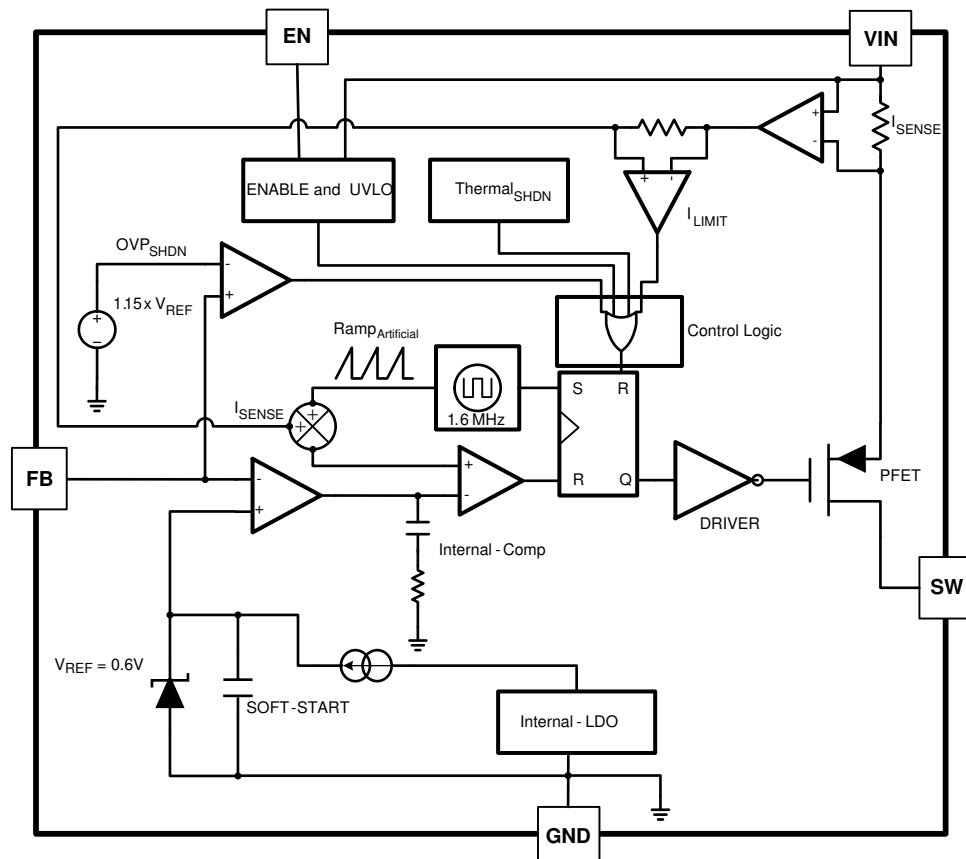 EN
VIN
+
-
I_SENSE
ENABLE and UVLO
Thermal_SHDN
+ -
I_LIMIT
OVP_SHDN
-
+
1.15 x V_REF
+
−
Control Logic
Ramp_Artificial
S R
1.6 MHz
I_SENSE
+
+
FB
-
+
+
-
R Q
DRIVER
PFET
Internal - Comp
SW
V_REF = 0.6V
SOFT-START
Internal - LDO
GND